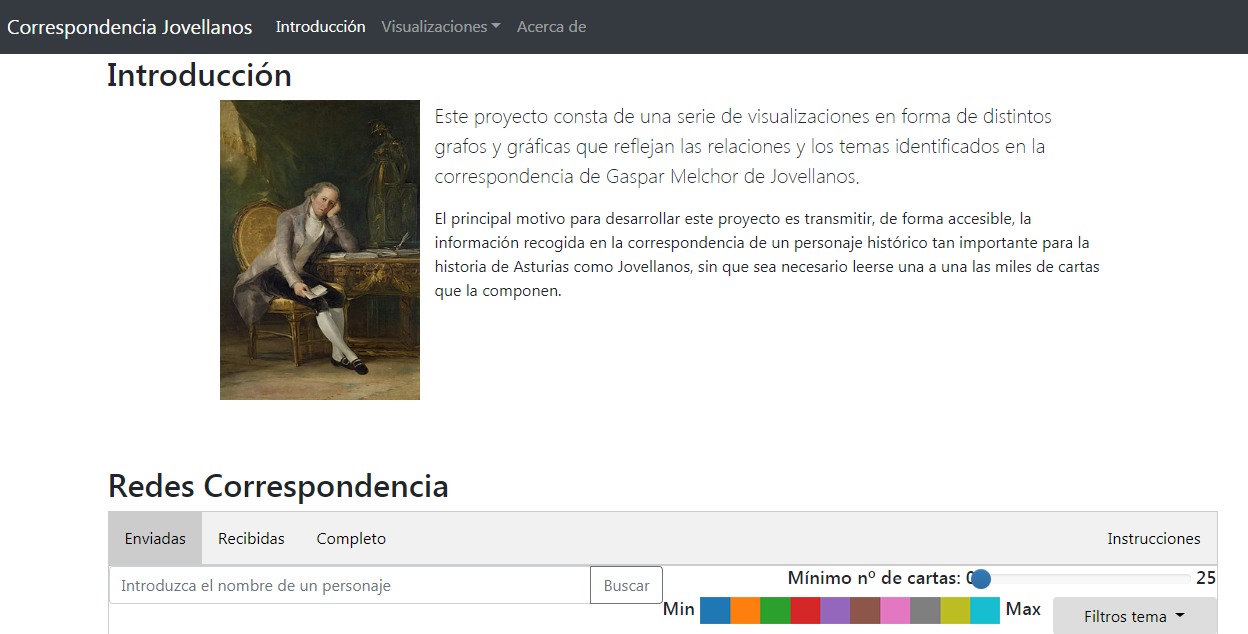 Correspondencia Jovellanos Introducción Visualizaciones Acerca de
Introducción
Este proyecto consta de una serie de visualizaciones en forma de distintos
grafos y gráficas que reflejan las relaciones y los temas identificados en la
correspondencia de Gaspar Melchor de Jovellanos.
El principal motivo para desarrollar este proyecto es transmitir, de forma accesible, la
información recogida en la correspondencia de un personaje histórico tan importante para la
historia de Asturias como Jovellanos, sin que sea necesario leerse una a una las miles de cartas
que la componen.
Redes Correspondencia
Enviadas Recibidas Completo Instrucciones
Introduzca el nombre de un personaje Buscar
Mínimo nº de cartas: 0 25
Min Max Filtros tema